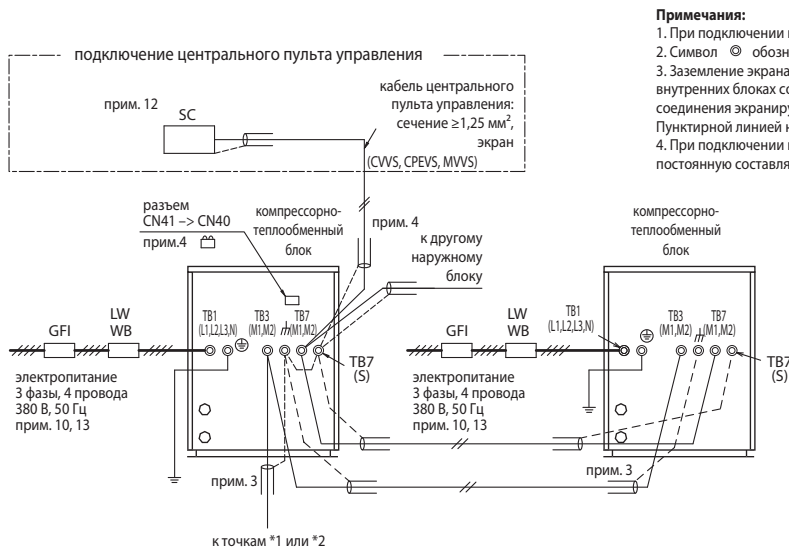 Примечания:
1. При подключении
2. Символ ◎ обозн
3. Заземление экрана
внутренних блоках со
соединения экраниру
Пунктирной линией
4. При подключении
постоянную составля
подключение центрального пульта управления
прим. 12
SC
кабель центрального
пульта управления:
сечение ≥1,25 мм²,
экран
(CVVS, CPEVS, MVVS)
разъем
CN41 –> CN40
прим.4
компрессорно-
теплообменный
блок
прим. 4
к другому
наружному
блоку
TB1
(L1,L2,L3,N)
TB3
(M1,M2)
TB7
(M1,M2)
TB7
(S)
GFI
LW
WB
электропитание
3 фазы, 4 провода
380 В, 50 Гц
прим. 10, 13
прим. 3
к точкам *1 или *2
компрессорно-
теплообменный
блок
TB1
(L1,L2,L3,N)
TB3
(M1,M2)
TB7
(M1,M2)
TB7
(S)
GFI
LW
WB
электропитание
3 фазы, 4 провода
380 В, 50 Гц
прим. 10, 13
прим. 3